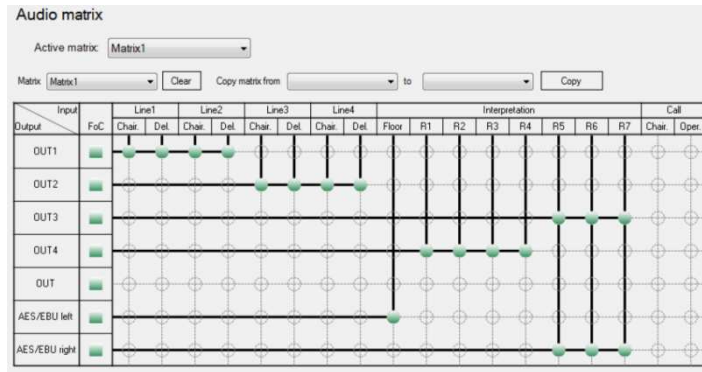 Audio matrix
Active matrix: Matrix1
Matrix Matrix1 Clear Copy matrix from to Copy
Input Line1 Line2 Line3 Line4 Interpretation Call
Output FoC Chair. Del. Chair. Del. Chair. Del. Chair. Del. Floor R1 R2 R3 R4 R5 R6 R7 Chair. Oper.
OUT1
OUT2
OUT3
OUT4
OUT
AES/EBU left
AES/EBU right